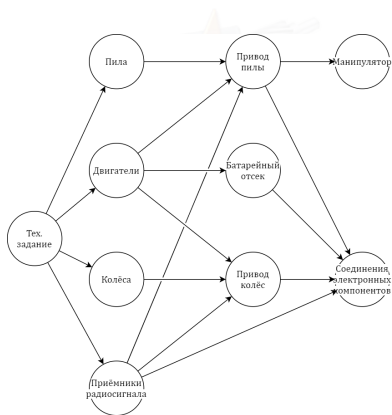 Пила
Привод
пилы
Манипулятор
Двигатели
Батарейный
отсек
Тех.
задание
Колёса
Привод
колёс
Соединения
электронных
компонентов
Приёмники
радиосигнала